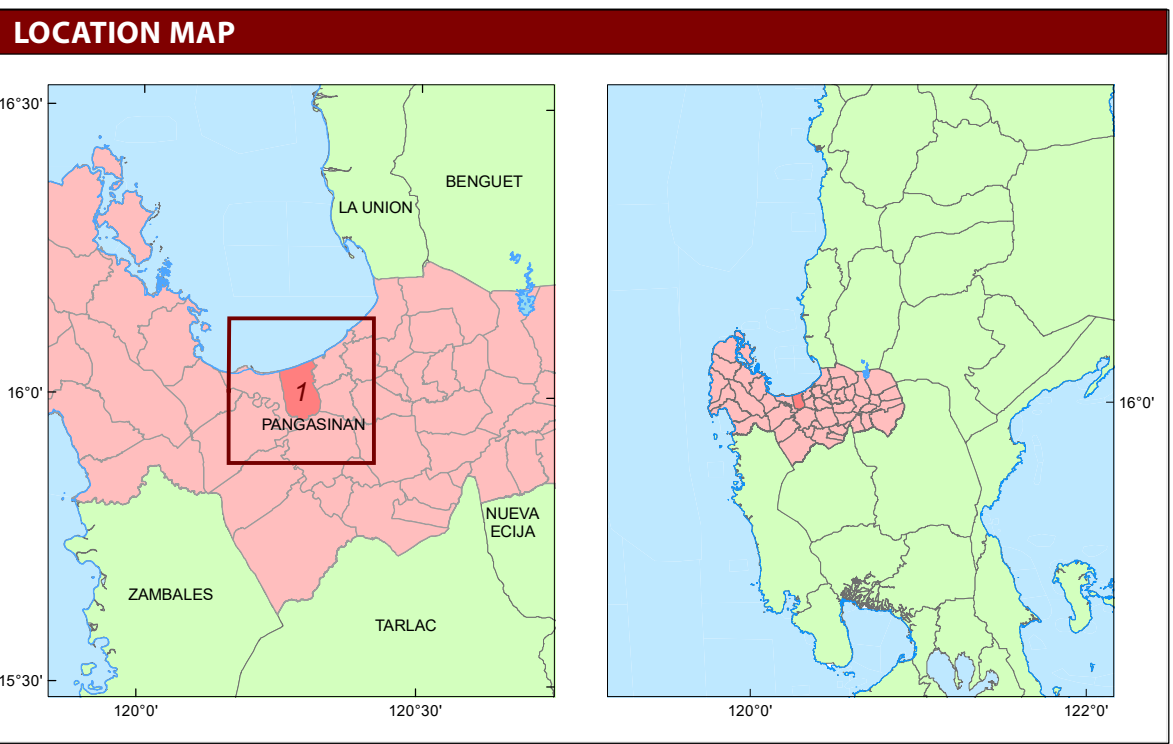 LOCATION MAP
16°30'
BENGUET
LA UNION
16°0'
1
PANGASINAN
NUEVA
ECIJA
ZAMBALES
TARLAC
15°30'
120°0'
120°30'
16°0'
120°0'
122°0'